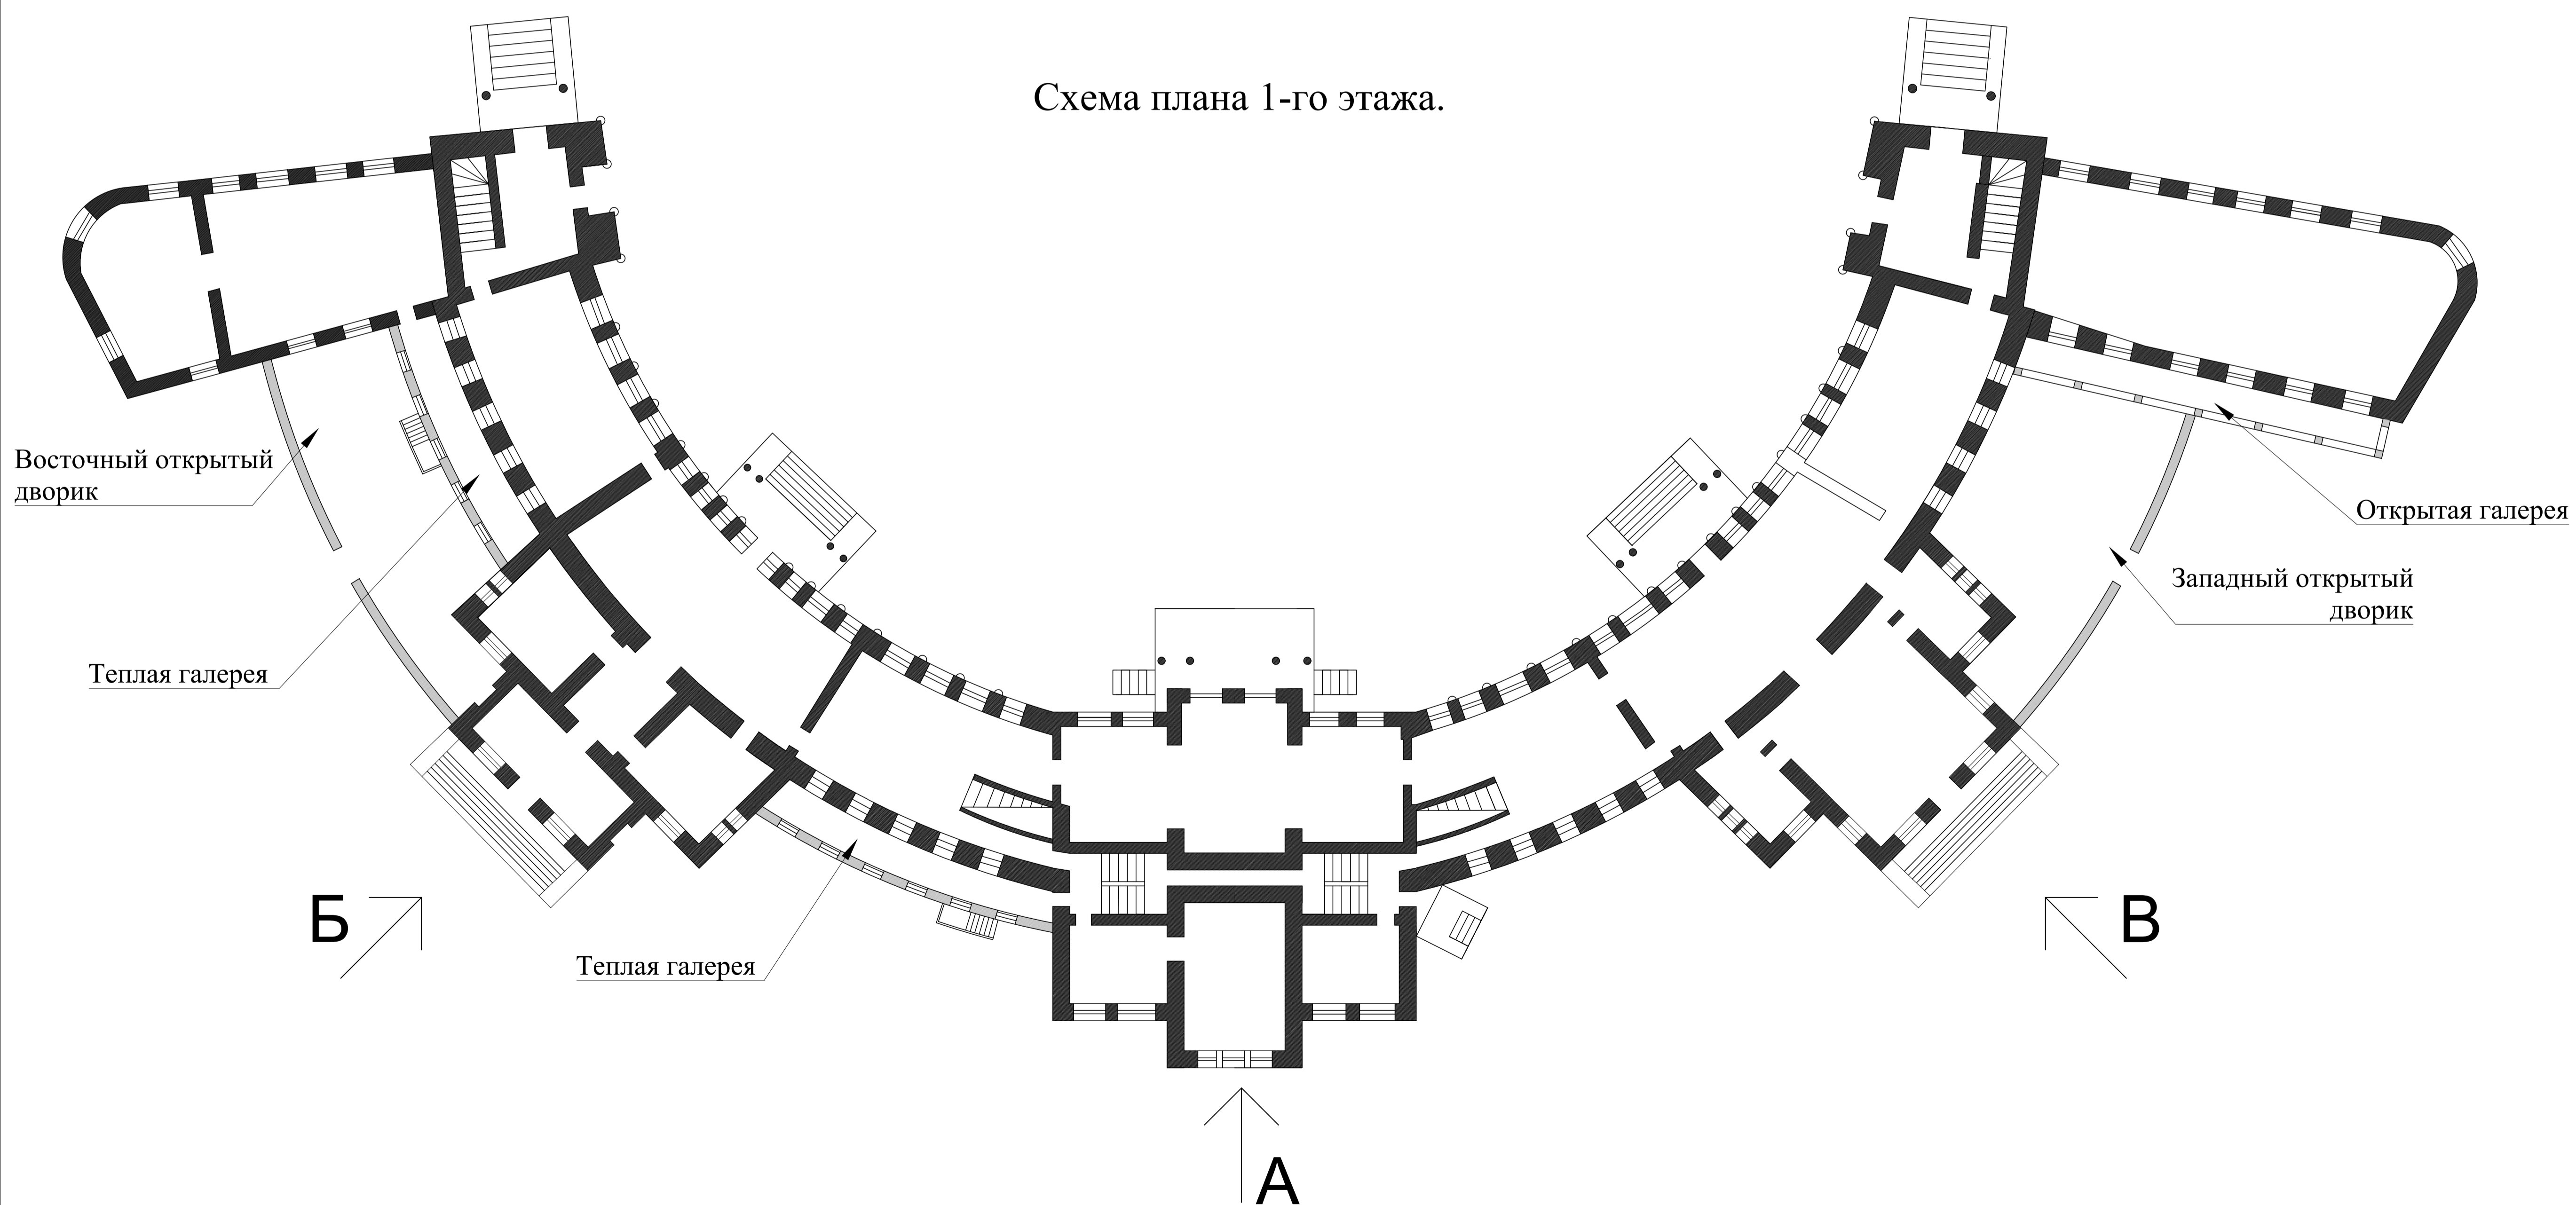 Схема плана 1-го этажа.
Восточный открытый
дворик
Теплая галерея
Теплая галерея
Открытая галерея
Западный открытый
дворик
Б
В
А